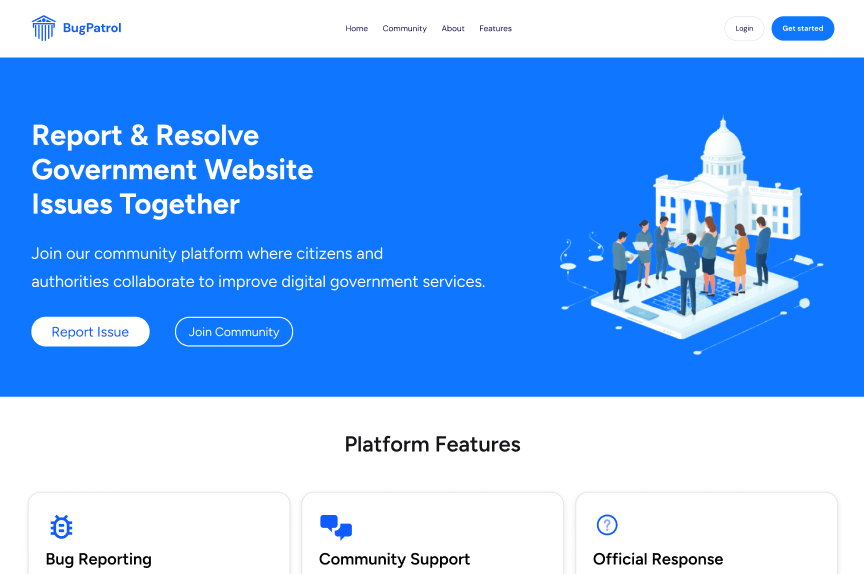 BugPatrol
Home Community About Features
Login
Get started
Report & Resolve
Government Website
Issues Together
Join our community platform where citizens and
authorities collaborate to improve digital government services.
Report Issue
Join Community
Platform Features
Bug Reporting
Community Support
Official Response